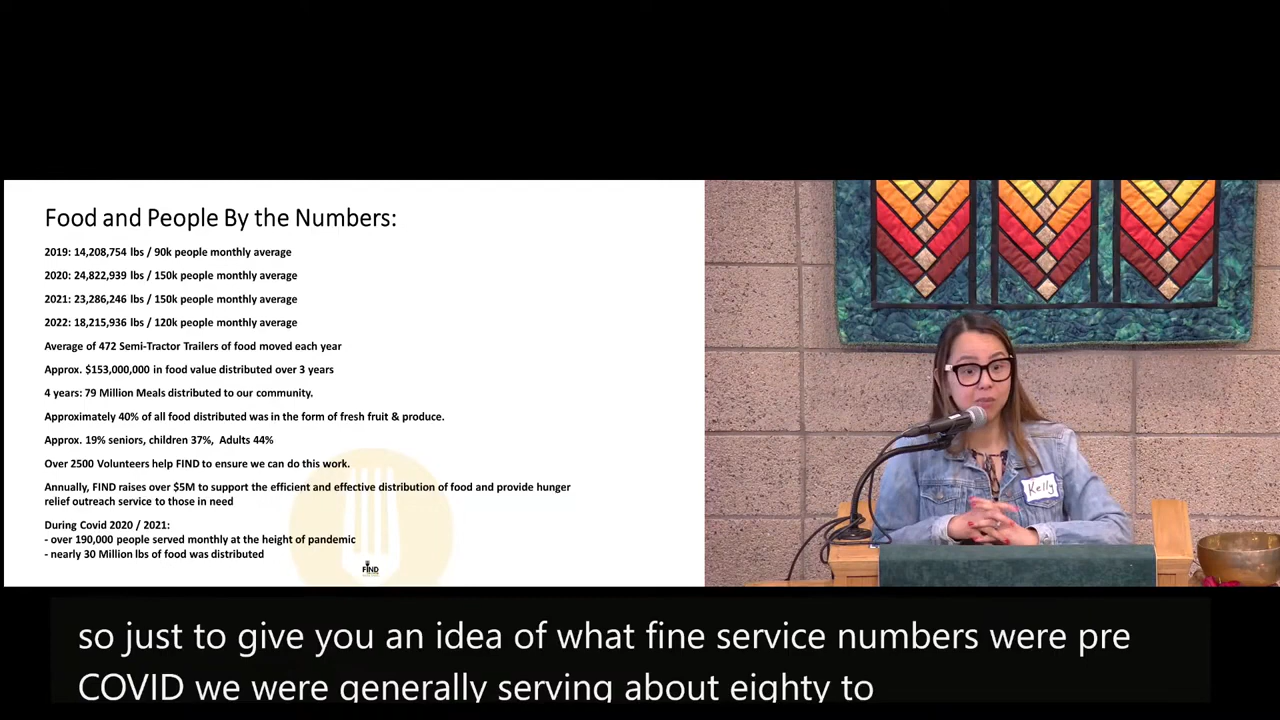 Food and People By the Numbers:
2019: 14,208,754 lbs / 90k people monthly average
2020: 24,822,939 lbs / 150k people monthly average
2021: 23,286,246 lbs / 150k people monthly average
2022: 18,215,936 lbs / 120k people monthly average
Average of 472 Semi-Tractor Trailers of food moved each year
Approx. $153,000,000 in food value distributed over 3 years
4 years: 79 Million Meals distributed to our community.
Approximately 40% of all food distributed was in the form of fresh fruit & produce.
Approx. 19% seniors, children 37%, Adults 44%
Over 2500 Volunteers help FIND to ensure we can do this work.
Annually, FIND raises over $5M to support the efficient and effective distribution of food and provide hunger
relief outreach service to those in need
During Covid 2020 / 2021:
- over 190,000 people served monthly at the height of pandemic
- nearly 30 Million lbs of food was distributed
FIND
Kelly
so just to give you an idea of what fine service numbers were pre
COVID we were generally serving about eighty to